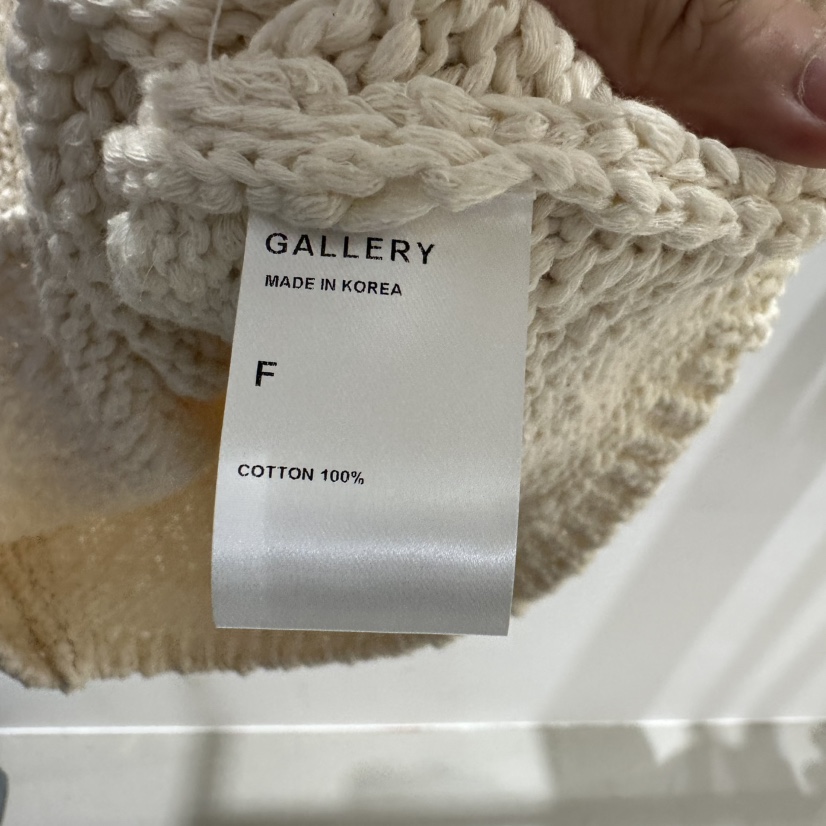 GALLERY
MADE IN KOREA
F
COTTON 100%